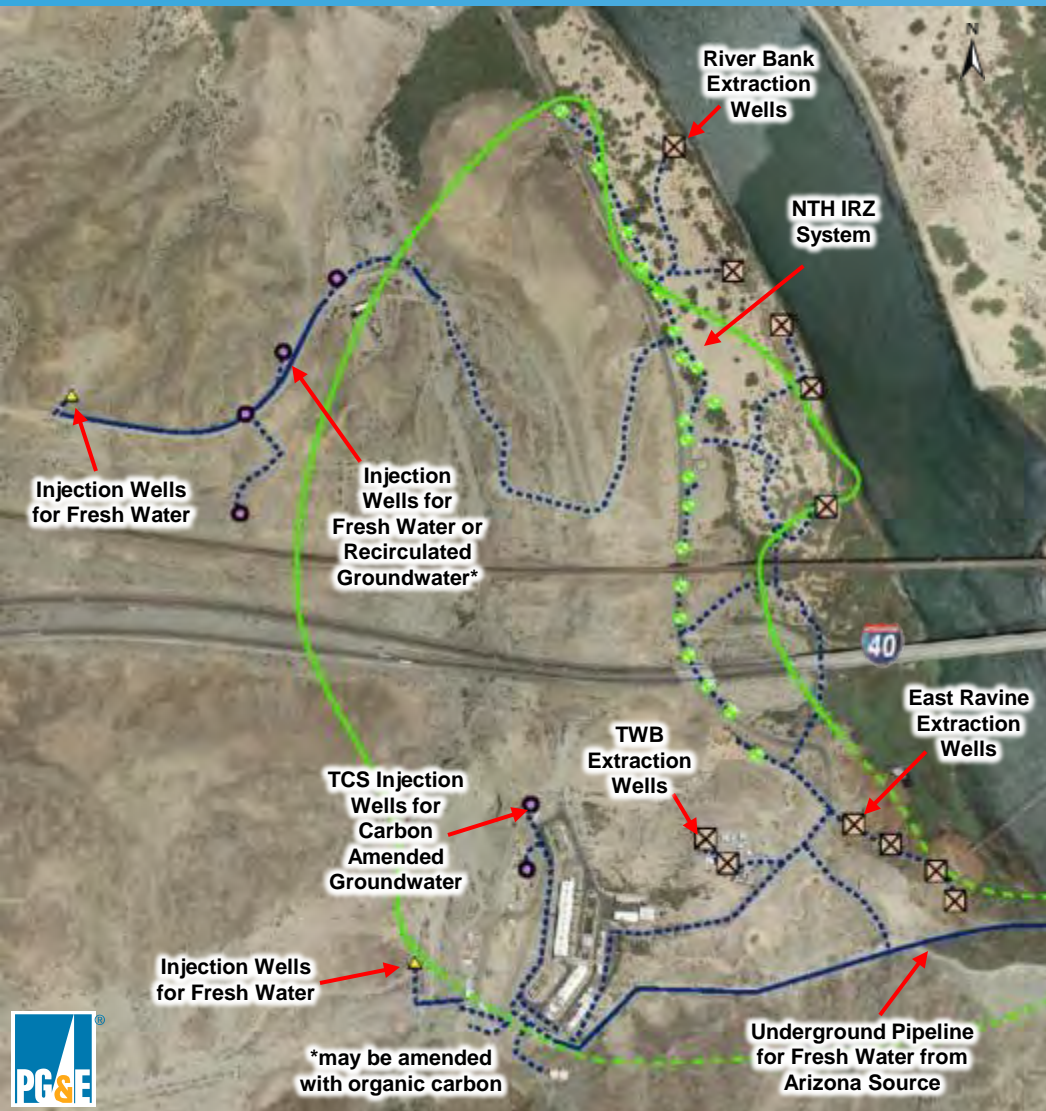 N
River Bank
Extraction
Wells
NTH IRZ
System
Injection Wells
for Fresh Water
Injection
Wells for
Fresh Water or
Recirculated
Groundwater*
40
East Ravine
Extraction
Wells
TWB
Extraction
Wells
TCS Injection
Wells for
Carbon
Amended
Groundwater
Injection Wells
for Fresh Water
*may be amended
with organic carbon
Underground Pipeline
for Fresh Water from
Arizona Source
PG&E®